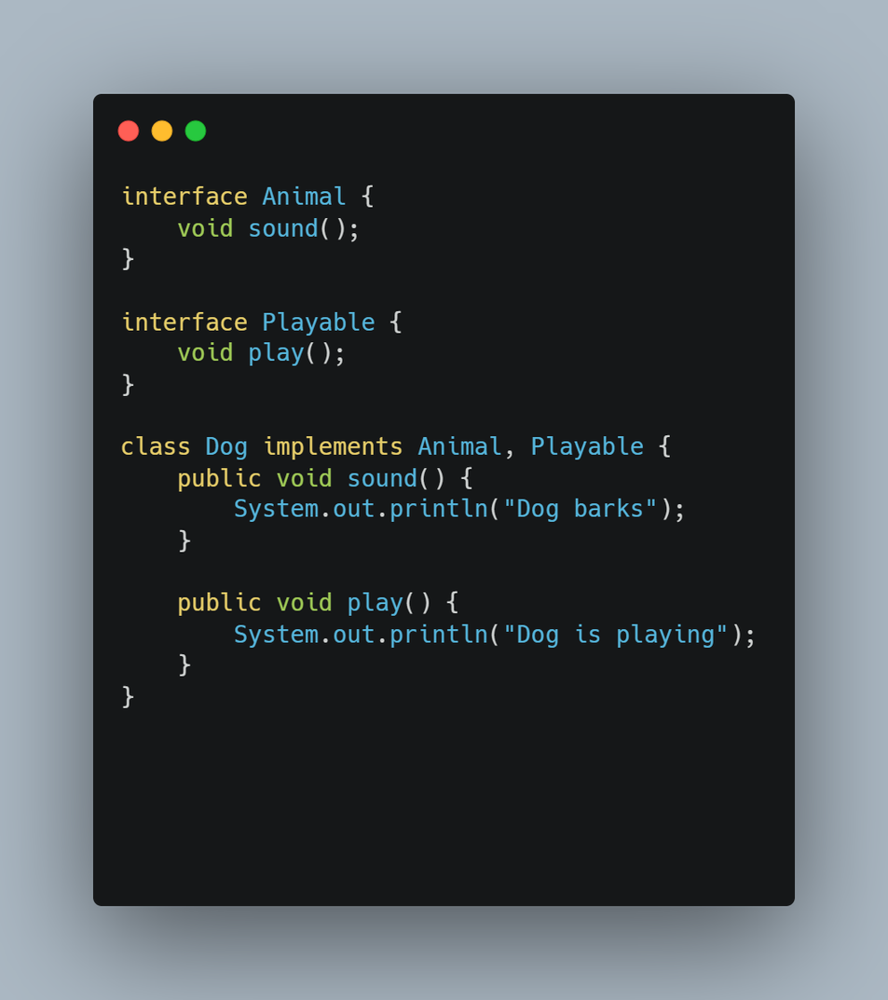 interface Animal {
    void sound();
}

interface Playable {
    void play();
}

class Dog implements Animal, Playable {
    public void sound() {
        System.out.println("Dog barks");
    }

    public void play() {
        System.out.println("Dog is playing");
    }
}